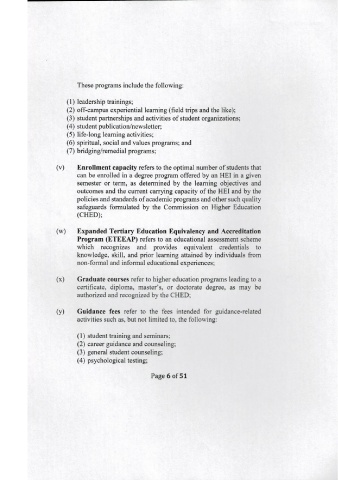 These programs include the following:
(1) leadership trainings;
(2) off-campus experiential learning (field trips and the like);
(3) student partnerships and activities of student organizations;
(4) student publication/newsletter;
(5) life-long learning activities;
(6) spiritual, social and values programs; and
(7) bridging/remedial programs;
(v) Enrollment capacity refers to the optimal number of students that
can be enrolled in a degree program offered by an HEI in a given
semester or term, as determined by the learning objectives and
outcomes and the current carrying capacity of the HEI and by the
policies and standards of academic programs and other such quality
safeguards formulated by the Commission on Higher Education
(CHED);
(w) Expanded Tertiary Education Equivalency and Accreditation
Program (ETEEAP) refers to an educational assessment scheme
which recognizes and provides equivalent credentials to
knowledge, skill, and prior learning attained by individuals from
non-formal and informal educational experiences;
(x) Graduate courses refer to higher education programs leading to a
certificate, diploma, master's, or doctorate degree, as may be
authorized and recognized by the CHED;
(y) Guidance fees refer to the fees intended for guidance-related
activities such as, but not limited to, the following:
(1) student training and seminars;
(2) career guidance and counseling;
(3) general student counseling;
(4) psychological testing;
Page 6 of 51